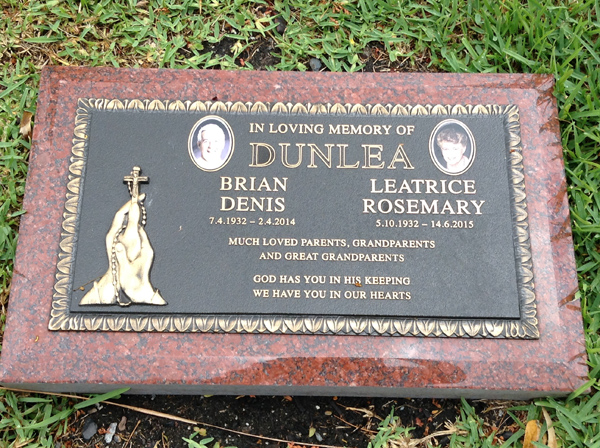 IN LOVING MEMORY OF
DUNLEA
BRIAN
DENIS
7.4.1932 – 2.4.2014
LEATRICE
ROSEMARY
5.10.1932 – 14.6.2015
MUCH LOVED PARENTS, GRANDPARENTS
AND GREAT GRANDPARENTS
GOD HAS YOU IN HIS KEEPING
WE HAVE YOU IN OUR HEARTS